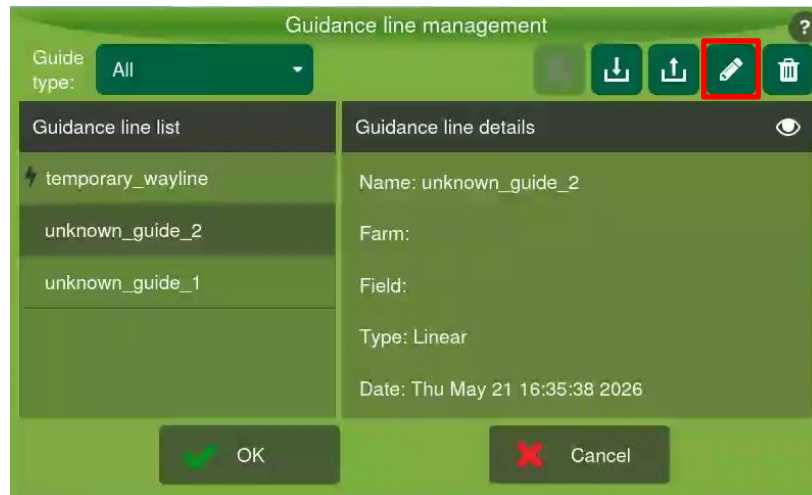 Guidance line management
?
Guide
type:
All
Guidance line list
Guidance line details
temporary_wayline
Name: unknown_guide_2
unknown_guide_2
Farm:
unknown_guide_1
Field:
Type: Linear
Date: Thu May 21 16:35:38 2026
OK
Cancel